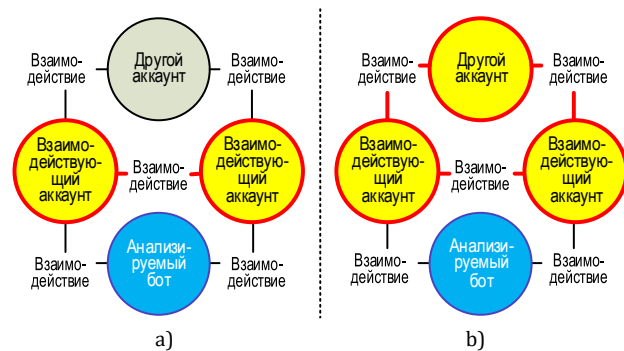 Взаимо-
действие
Другой
аккаунт
Взаимо-
действие
Взаимо-
действую-
щий
аккаунт
Взаимо-
действие
Взаимо-
действую-
щий
аккаунт
Взаимо-
действие
Анализи-
руемый
бот
Взаимо-
действие
a)
Взаимо-
действие
Другой
аккаунт
Взаимо-
действие
Взаимо-
действую-
щий
аккаунт
Взаимо-
действие
Взаимо-
действую-
щий
аккаунт
Взаимо-
действие
Анализи-
руемый
бот
Взаимо-
действие
b)